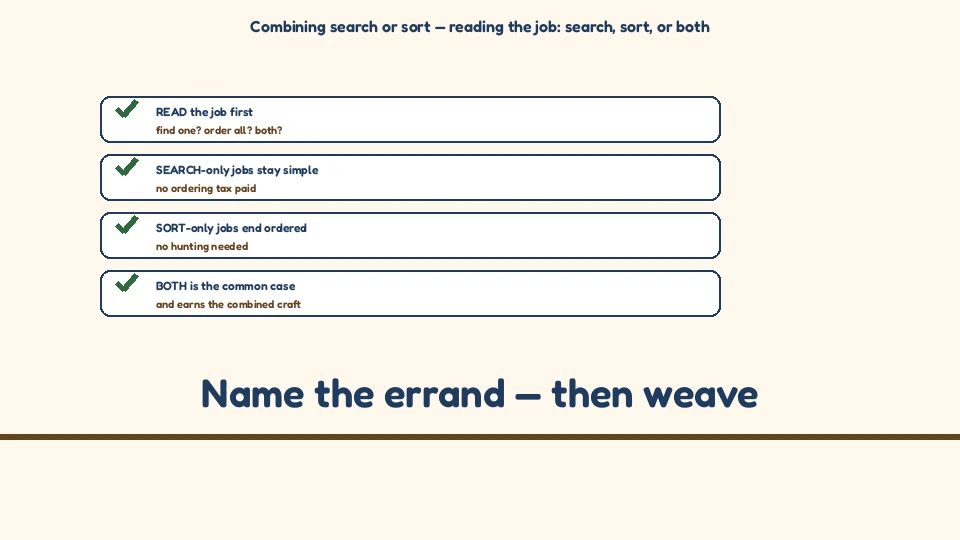 Combining search or sort — reading the job: search, sort, or both
READ the job first
find one? order all? both?
SEARCH-only jobs stay simple
no ordering tax paid
SORT-only jobs end ordered
no hunting needed
BOTH is the common case
and earns the combined craft
Name the errand — then weave